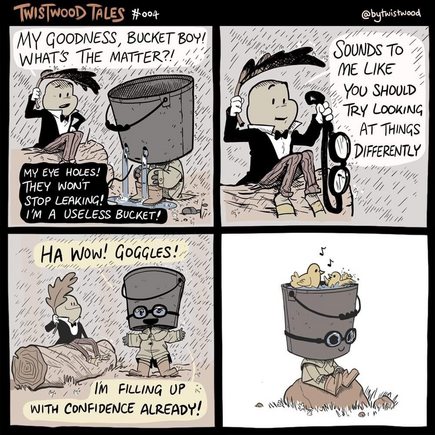 TWISTWOOD TALES #004
@bytwistwood
MY GOODNESS, BUCKET BOY!
WHAT'S THE MATTER?!
MY EYE HOLES!
THEY WON'T
STOP LEAKING!
I'M A USELESS BUCKET!
SOUNDS TO
ME LIKE
YOU SHOULD
TRY LOOKING
AT THINGS
DIFFERENTLY
HA WOW! GOGGLES!
I'M FILLING UP
WITH CONFIDENCE ALREADY!